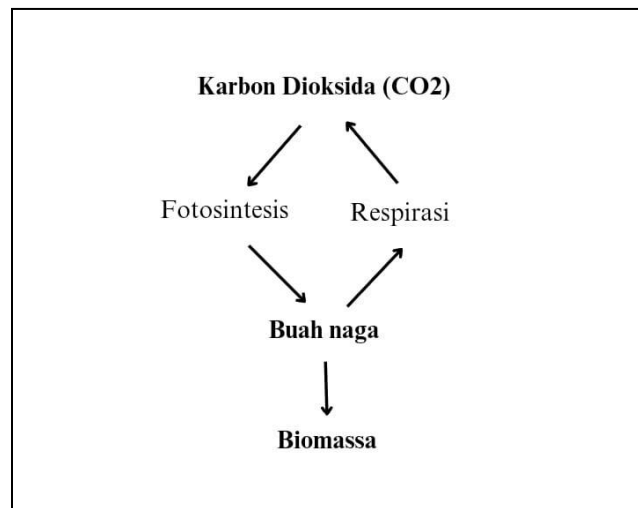 Karbon Dioksida (CO2)
Fotosintesis
Respirasi
Buah naga
Biomassa